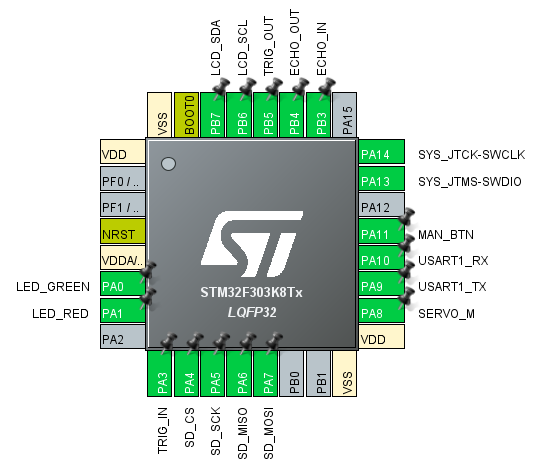 LCD_SDA
LCD_SCL
TRIG_OUT
ECHO_OUT
ECHO_IN
VSS
BOOT0
PB7
PB6
PB5
PB4
PB3
PA15
VDD
PF0 / ..
PF1 / ..
NRST
VDDA/..
LED_GREEN PA0
LED_RED PA1
PA2
PA14 SYS_JTCK-SWCLK
PA13 SYS_JTMS-SWDIO
PA12
PA11 MAN_BTN
PA10 USART1_RX
PA9 USART1_TX
PA8 SERVO_M
VDD
ST
STM32F303K8Tx
LQFP32
PA3
PA4
PA5
PA6
PA7
PB0
PB1
VSS
TRIG_IN
SD_CS
SD_SCK
SD_MISO
SD_MOSI